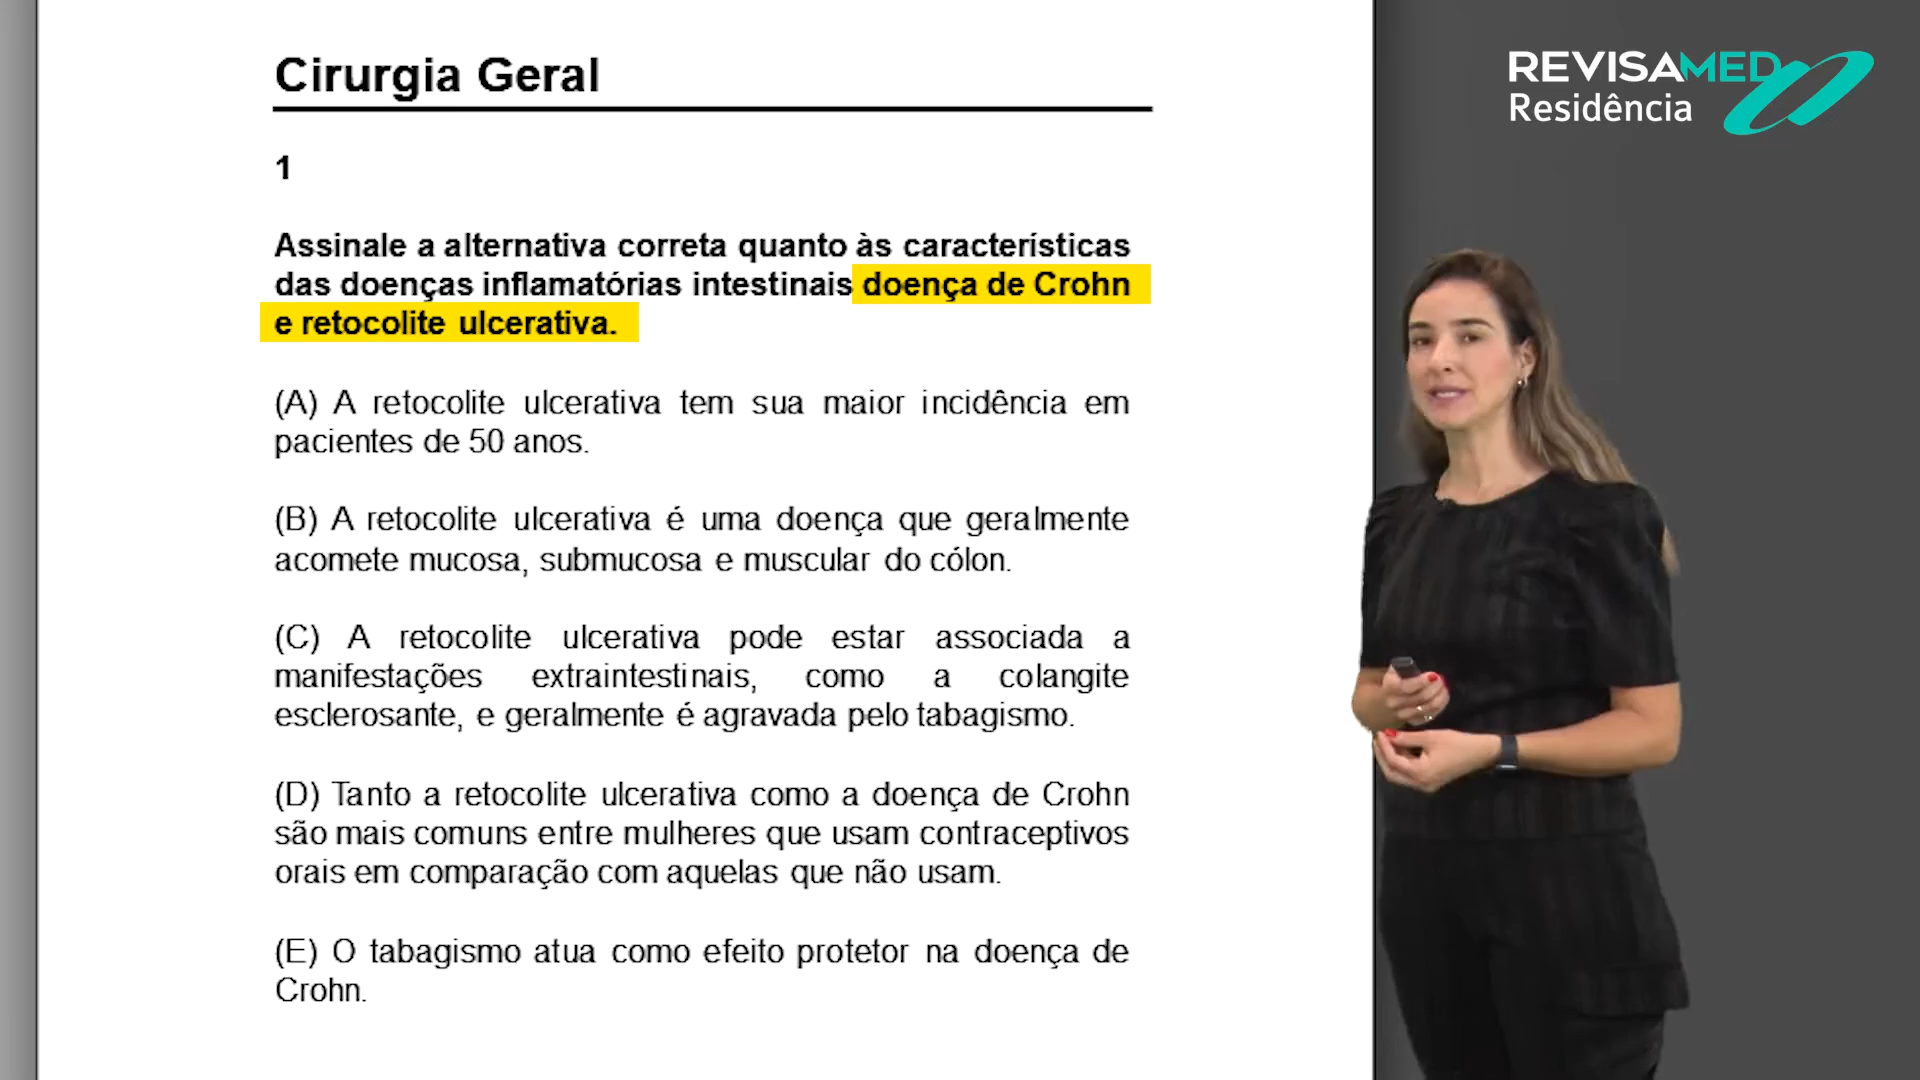 REVISAMED
Residência
Cirurgia Geral
1
Assinale a alternativa correta quanto às características
das doenças inflamatórias intestinais doença de Crohn
e retocolite ulcerativa.
(A) A retocolite ulcerativa tem sua maior incidência em
pacientes de 50 anos.
(B) A retocolite ulcerativa é uma doença que geralmente
acomete mucosa, submucosa e muscular do cólon.
(C) A retocolite ulcerativa pode estar associada a
manifestações extraintestinais, como a colangite
esclerosante, e geralmente é agravada pelo tabagismo.
(D) Tanto a retocolite ulcerativa como a doença de Crohn
são mais comuns entre mulheres que usam contraceptivos
orais em comparação com aquelas que não usam.
(E) O tabagismo atua como efeito protetor na doença de
Crohn.